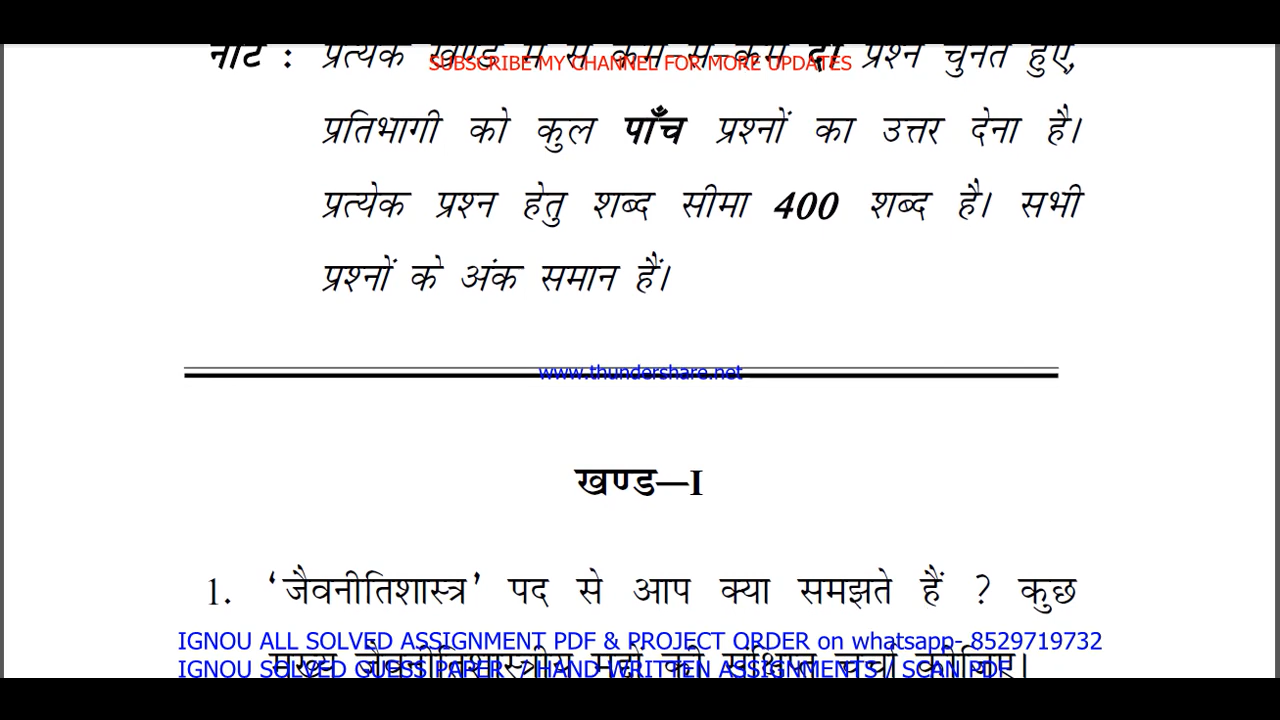 नोट : प्रत्येक खण्ड में से कम-से-कम दो प्रश्न चुनते हुए,
SUBSCRIBE MY CHANNEL FOR MORE UPDATES
प्रतिभागी को कुल पाँच प्रश्नों का उत्तर देना है।
प्रत्येक प्रश्न हेतु शब्द सीमा 400 शब्द है। सभी
प्रश्नों के अंक समान हैं।
www.thundershare.net
खण्ड—I
1. ‘जैवनीतिशास्त्र’ पद से आप क्या समझते हैं ? कुछ
IGNOU ALL SOLVED ASSIGNMENT PDF & PROJECT ORDER on whatsapp- 8529719732
मुख्य जैवनीतिशास्त्रीय मुद्दों की संक्षिप्त चर्चा कीजिए।
IGNOU SOLVED GUESS PAPER / HAND WRITTEN ASSIGNMENTS / SCAN PDF